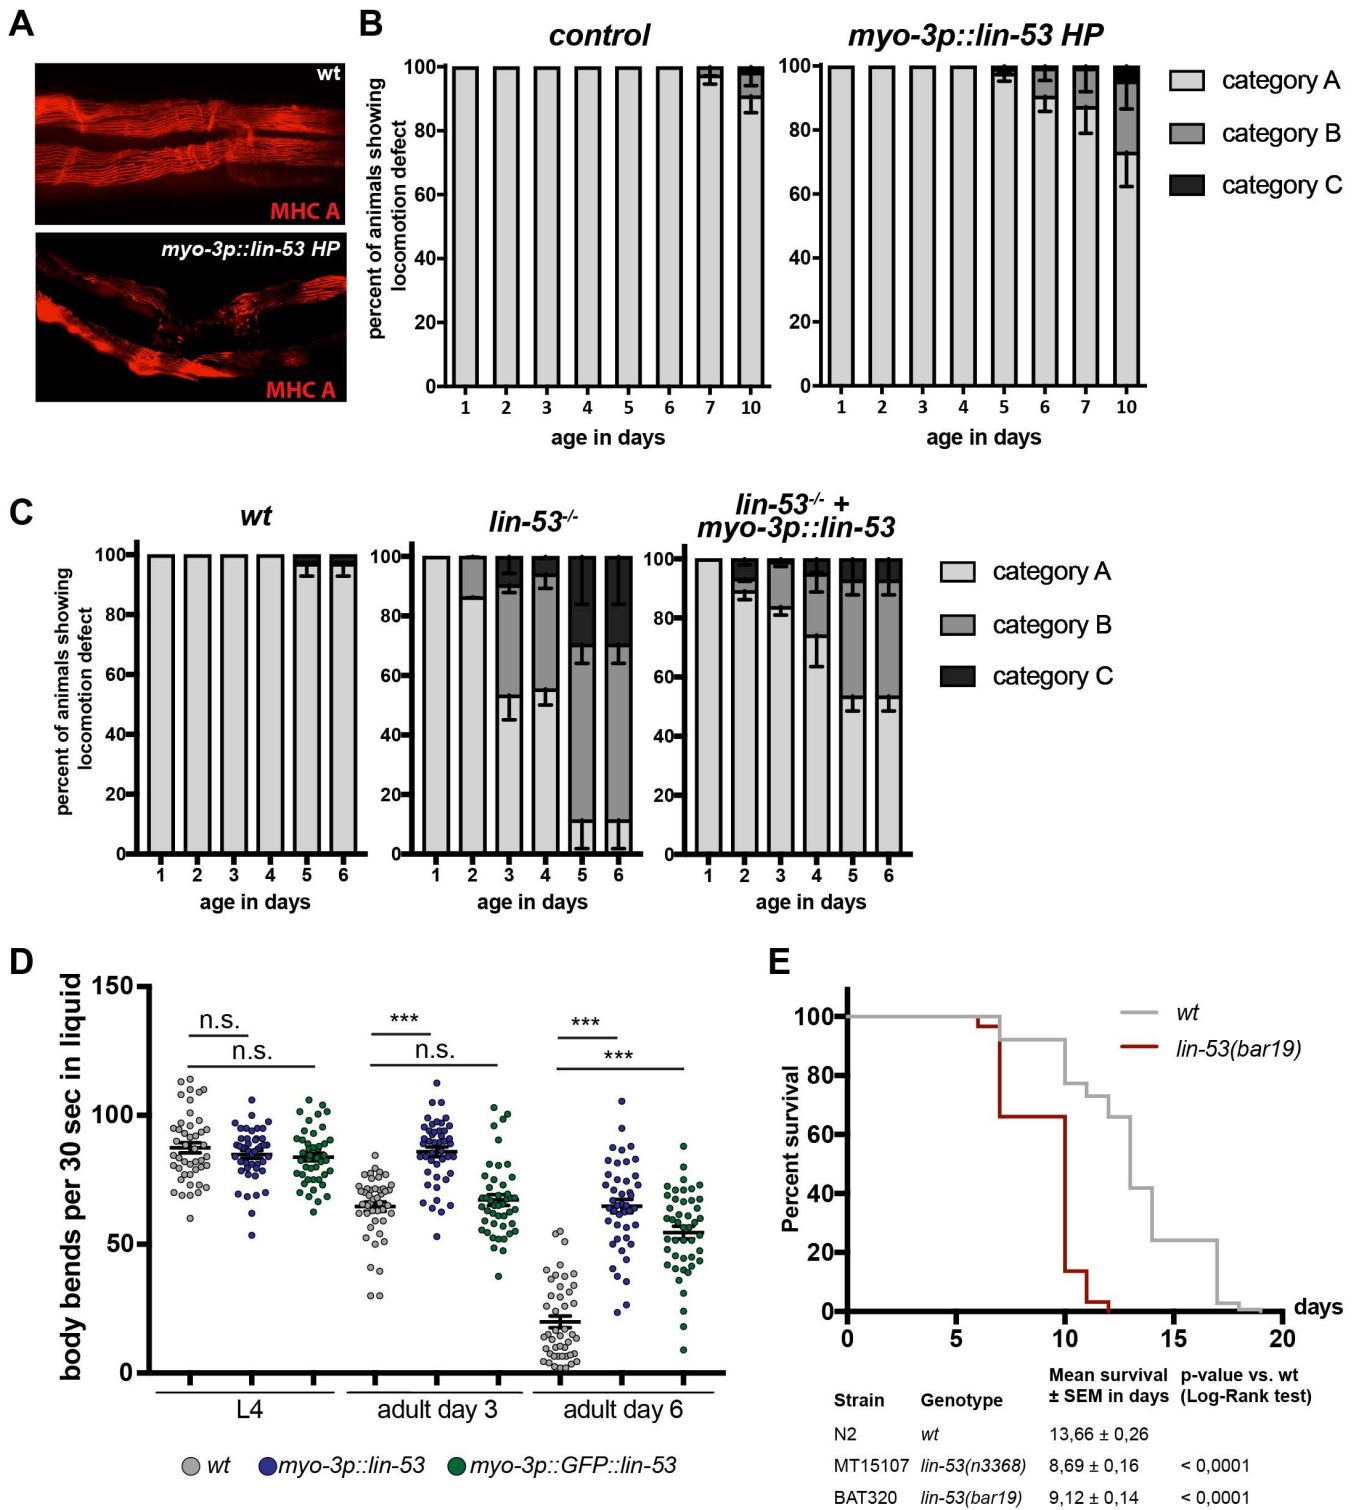 A
wt
MHC A
myo-3p::lin-53 HP
MHC A
B
control
myo-3p::lin-53 HP
percent of animals showing
locomotion defect
100
80
60
40
20
0
1 2 3 4 5 6 7 10
age in days
100
80
60
40
20
0
1 2 3 4 5 6 7 10
age in days
category A
category B
category C
C
wt
lin-53-/-
lin-53-/- +
myo-3p::lin-53
percent of animals showing
locomotion defect
100
80
60
40
20
0
1 2 3 4 5 6
age in days
100
80
60
40
20
0
1 2 3 4 5 6
age in days
100
80
60
40
20
0
1 2 3 4 5 6
age in days
category A
category B
category C
D
body bends per 30 sec in liquid
150
100
50
0
n.s.
n.s.
***
n.s.
***
***
L4
adult day 3
adult day 6
wt
myo-3p::lin-53
myo-3p::GFP::lin-53
E
Percent survival
100
80
60
40
20
0
0 5 10 15 20
days
wt
lin-53(bar19)
Mean survival p-value vs. wt
Strain Genotype ± SEM in days (Log-Rank test)
N2 wt 13,66 ± 0,26
MT15107 lin-53(n3368) 8,69 ± 0,16 < 0,0001
BAT320 lin-53(bar19) 9,12 ± 0,14 < 0,0001